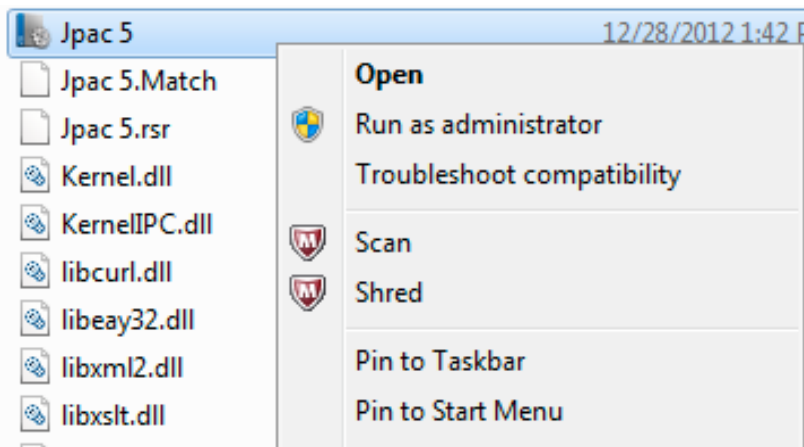 Jpac 5 12/28/2012 1:42 P
Jpac 5.Match
Jpac 5.rsr
Kernel.dll
KernelIPC.dll
libcurl.dll
libeay32.dll
libxml2.dll
libxslt.dll
Open
Run as administrator
Troubleshoot compatibility
Scan
Shred
Pin to Taskbar
Pin to Start Menu